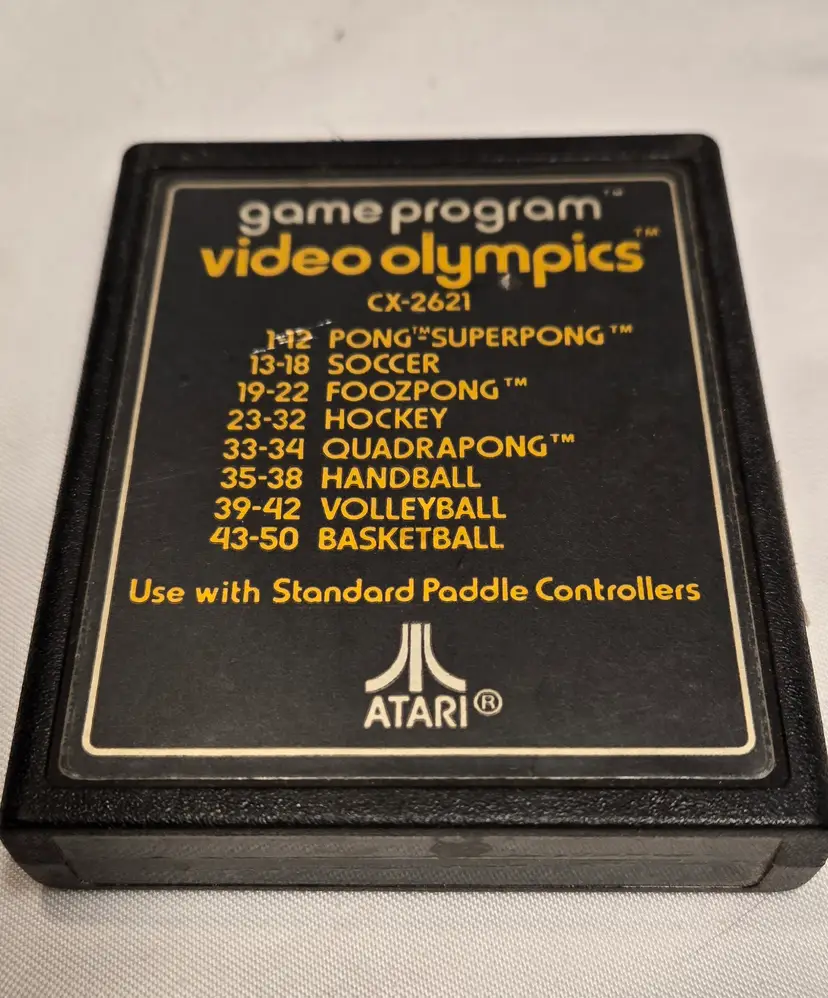 game program™
video olympics™
CX-2621
1-12 PONG™-SUPERPONG™
13-18 SOCCER
19-22 FOOZPONG™
23-32 HOCKEY
33-34 QUADRAPONG™
35-38 HANDBALL
39-42 VOLLEYBALL
43-50 BASKETBALL
Use with Standard Paddle Controllers
ATARI®